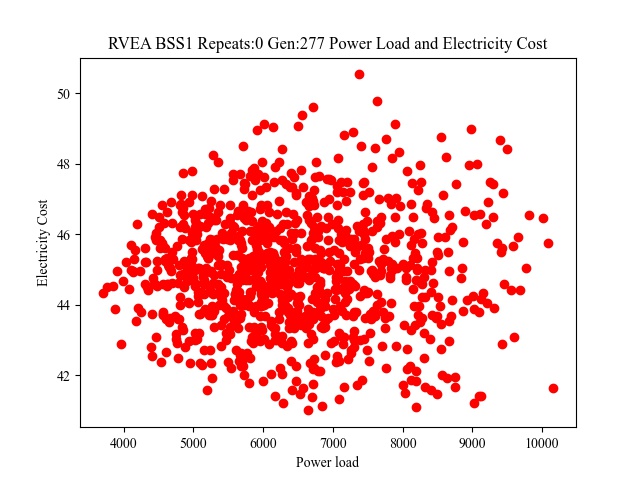 RVEA BSS1 Repeats:0 Gen:277 Power Load and Electricity Cost
50
48
46
44
42
Electricity Cost
4000 5000 6000 7000 8000 9000 10000
Power load